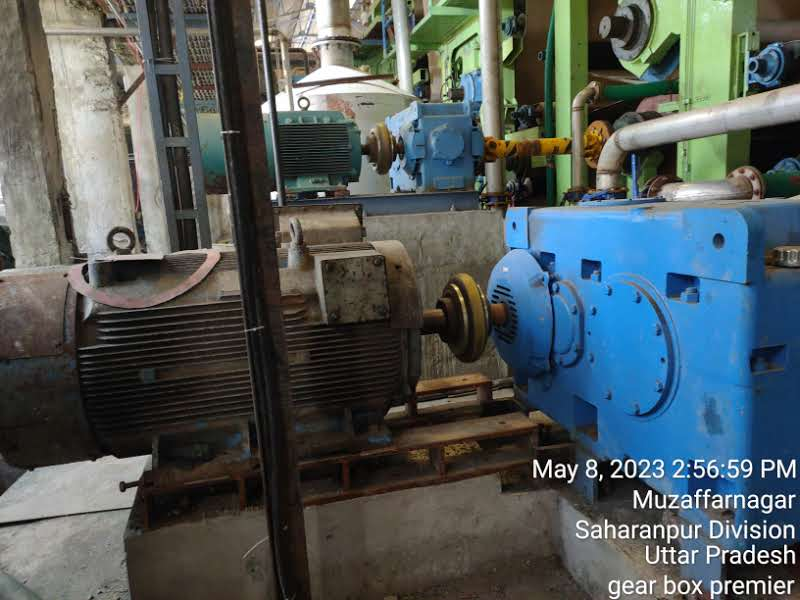 May 8, 2023 2:56:59 PM
Muzaffarnagar
Saharanpur Division
Uttar Pradesh
gear box premier